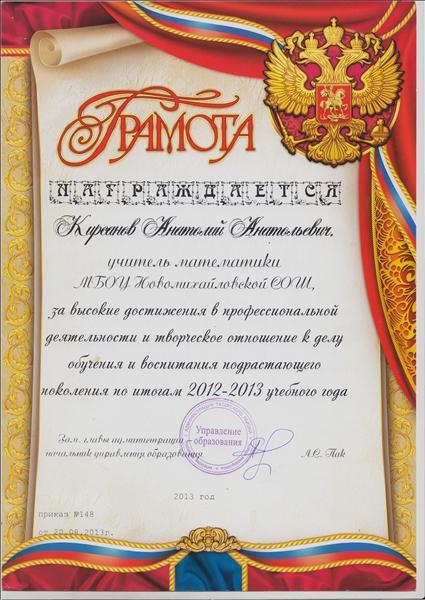 ГРАМОТА
НАГРАЖДАЕТСЯ
Кирсанов Анатолий Анатольевич,
учитель математики
МБОУ Новомихайловской СОШ,
за высокие достижения в профессиональной
деятельности и творческое отношение к делу
обучения и воспитания подрастающего
поколения по итогам 2012-2013 учебного года
Управление
образования
Зам. главы администрации –
начальник управления образования
А.С. Пак
2013 год
приказ №148
от 20.08.2013г.